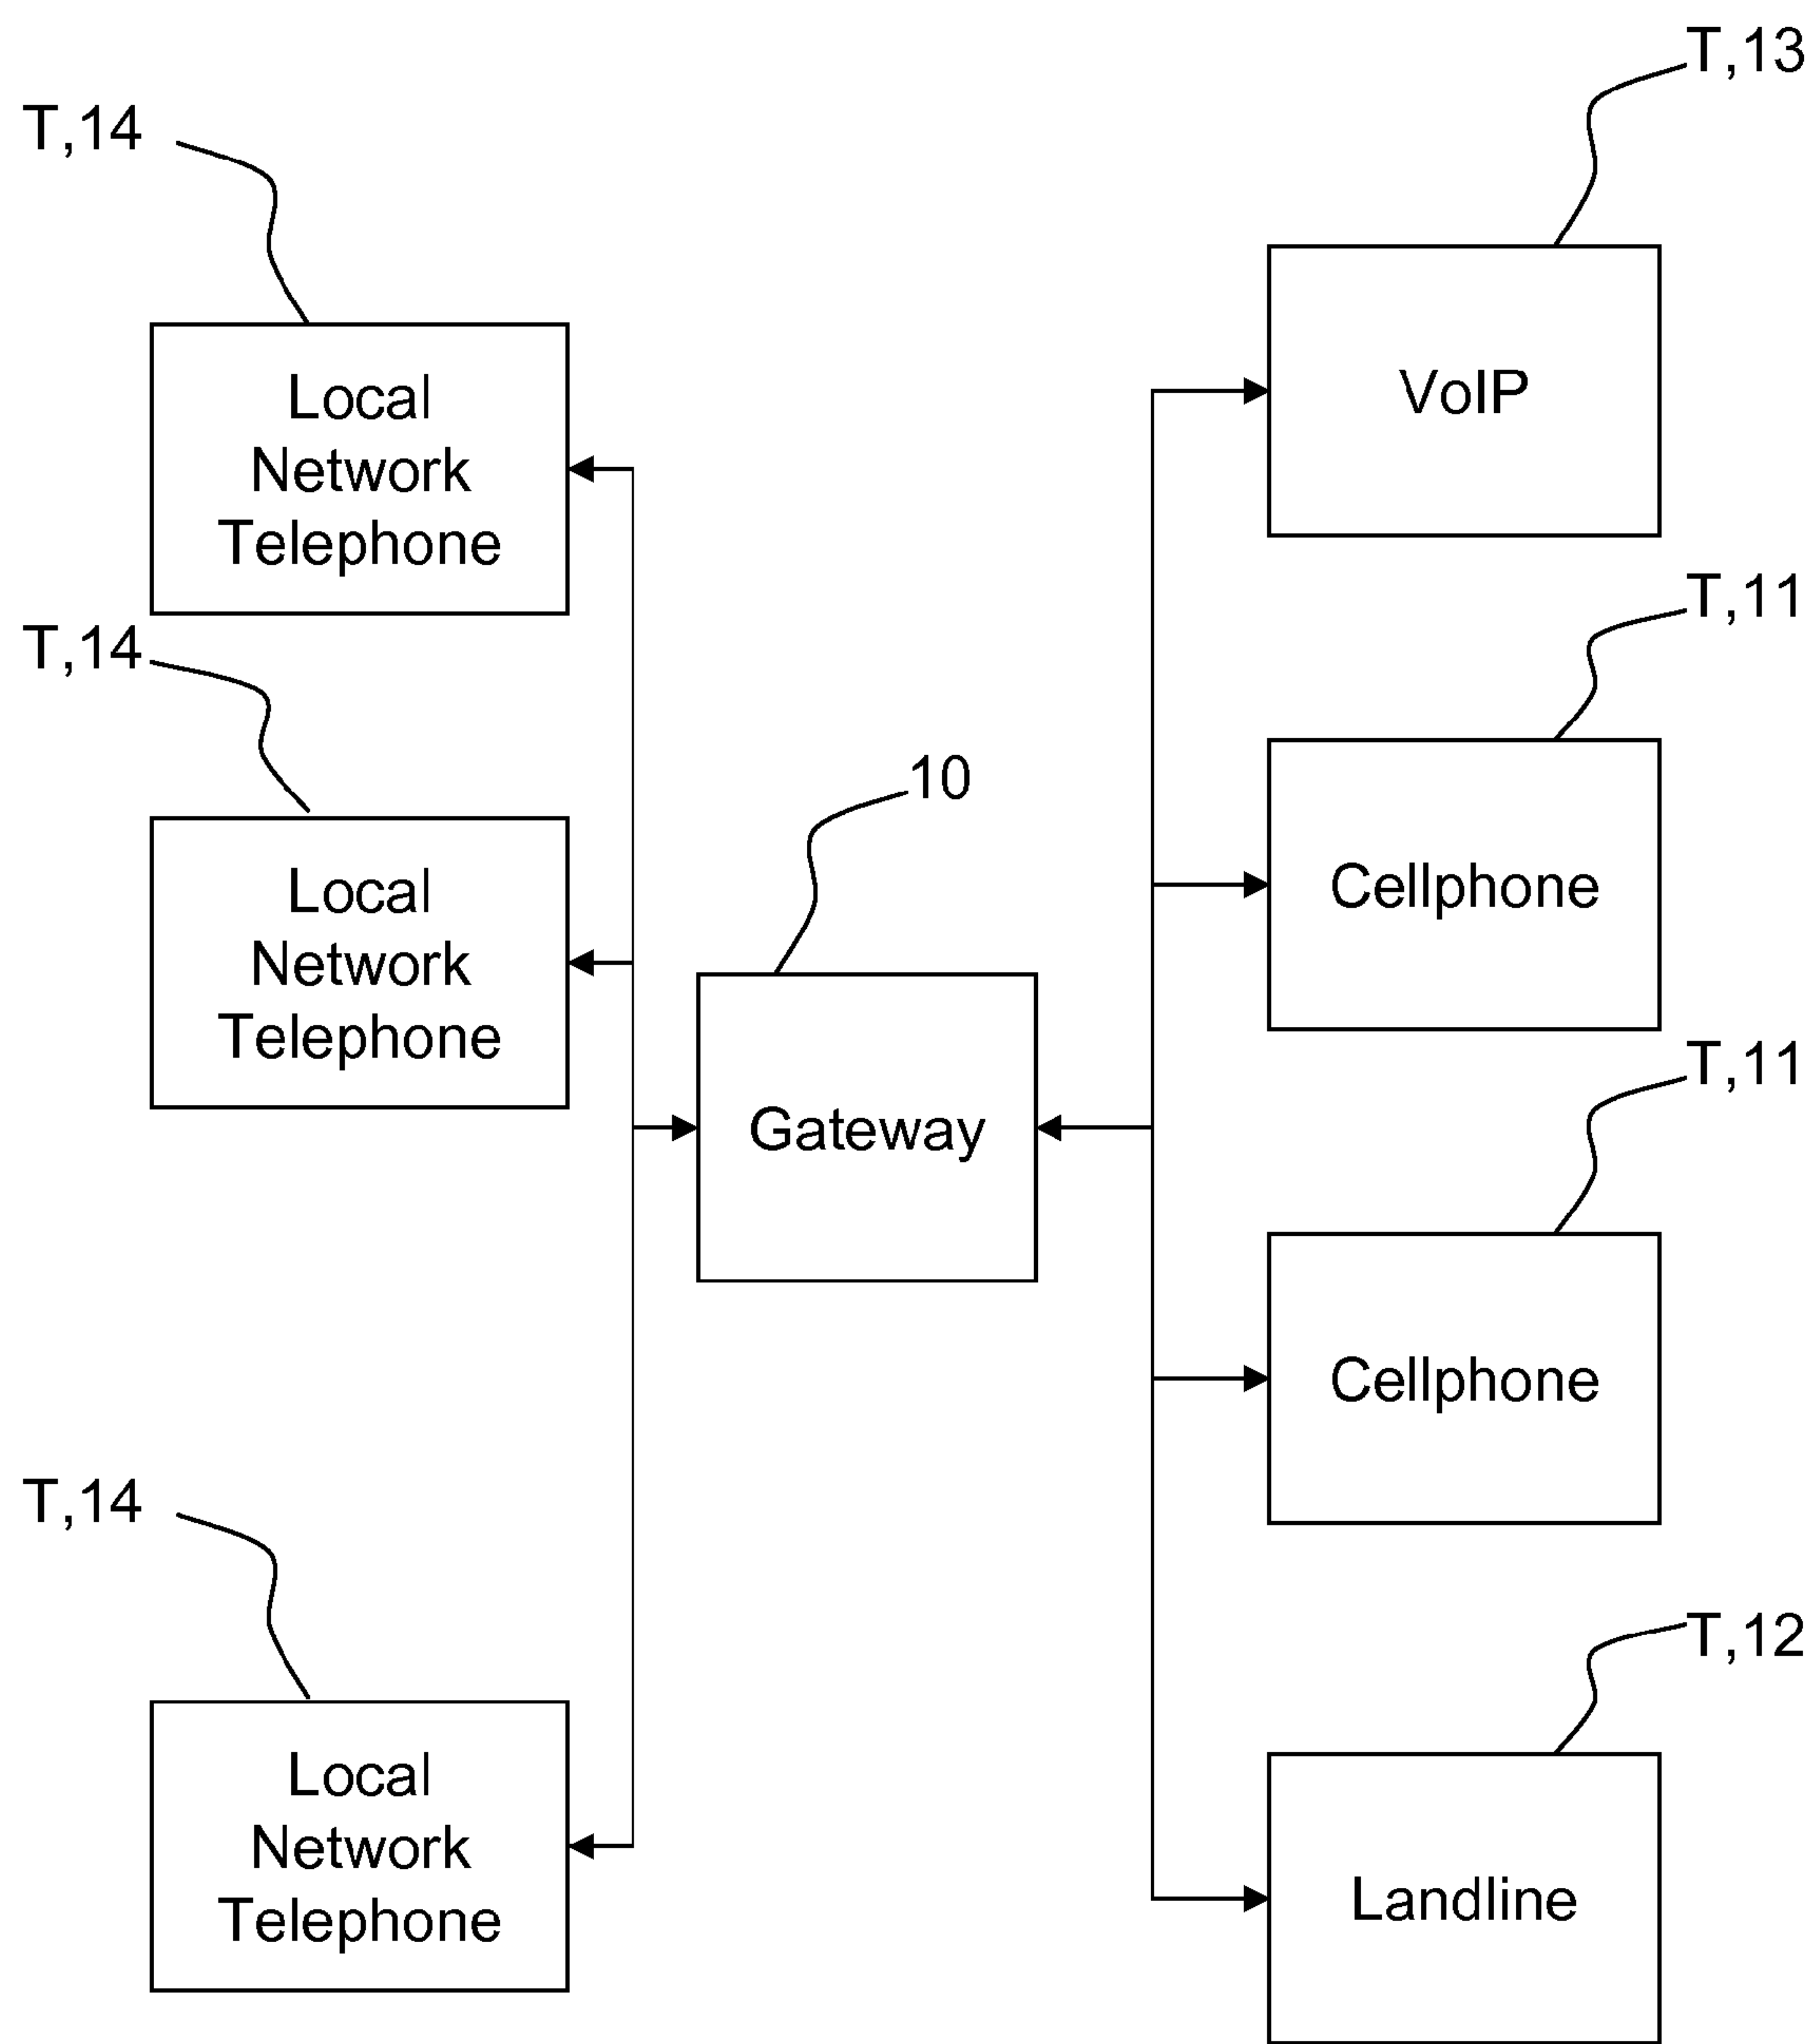 T,13
T,14
VoIP
Local
Network
Telephone
T,11
T,14
10
Cellphone
Local
Network
Telephone
T,11
Gateway
Cellphone
T,14
T,12
Local
Network
Telephone
Landline